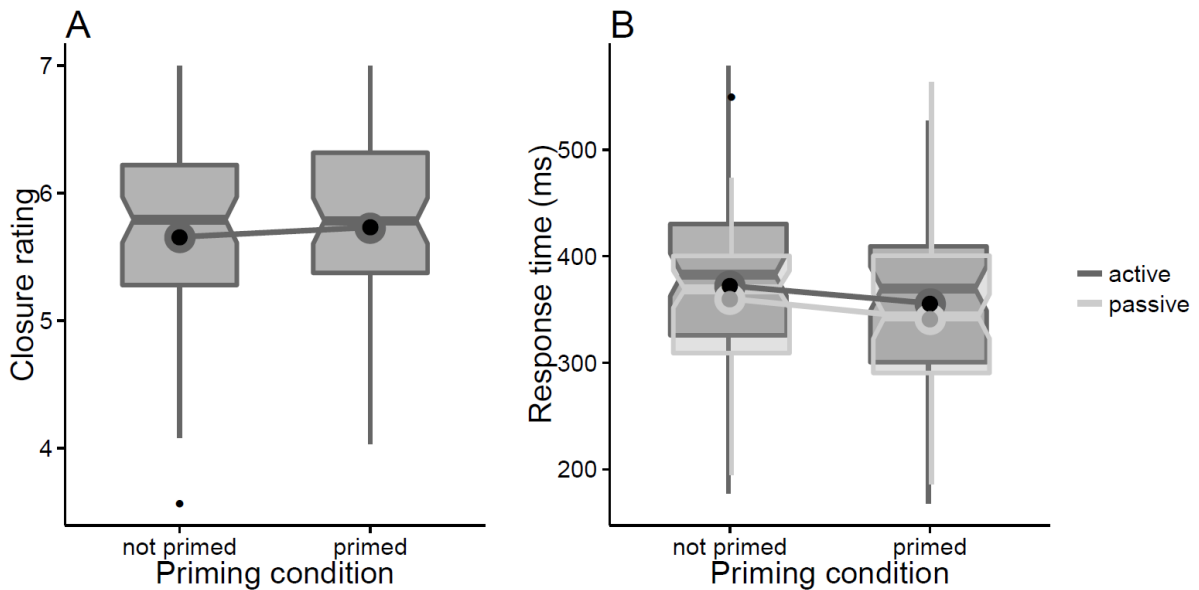 A
7
6
5
4
Closure rating
not primed
primed
Priming condition
B
500
400
300
200
Response time (ms)
not primed
primed
Priming condition
active
passive